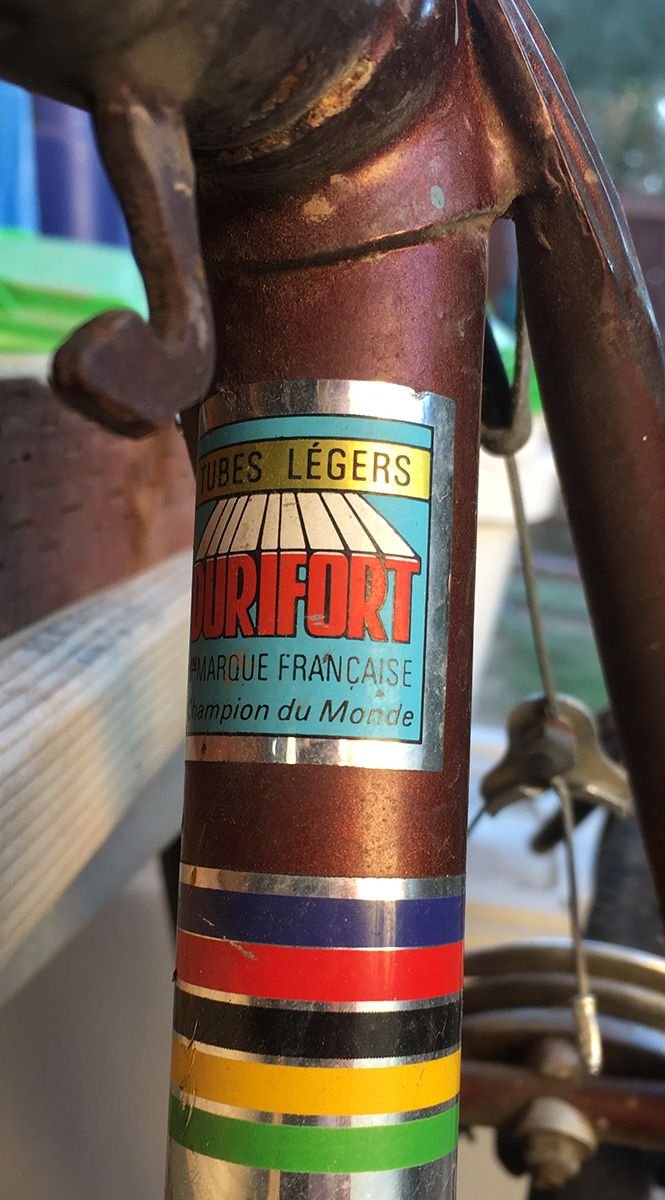 TUBES LÉGERS
DURIFORT
MARQUE FRANÇAISE
Champion du Monde